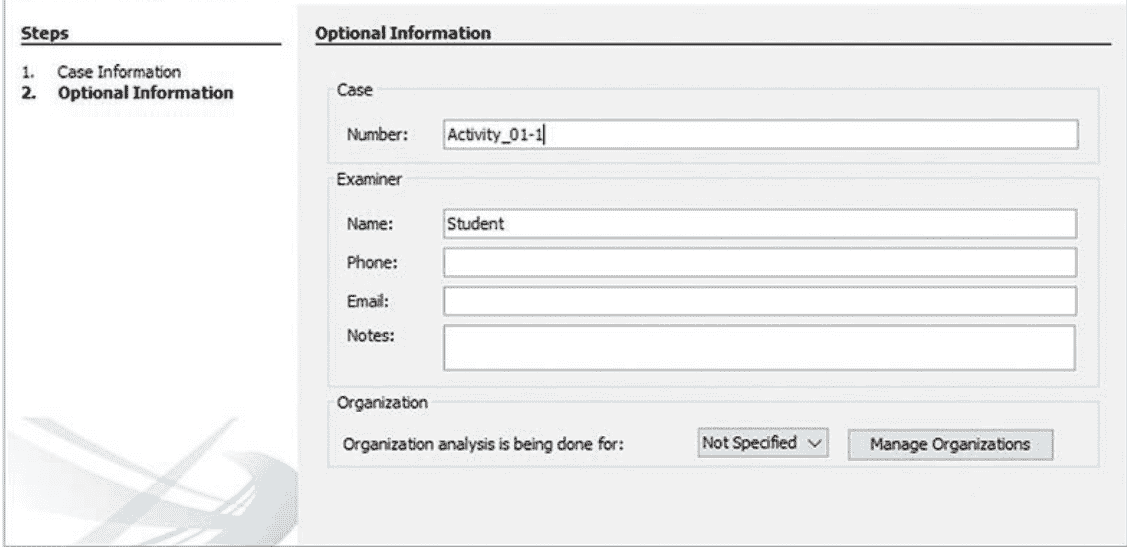 Steps
1. Case Information
2. Optional Information
Optional Information
Case
Number: Activity_01-1
Examiner
Name: Student
Phone:
Email:
Notes:
Organization
Organization analysis is being done for: Not Specified Manage Organizations